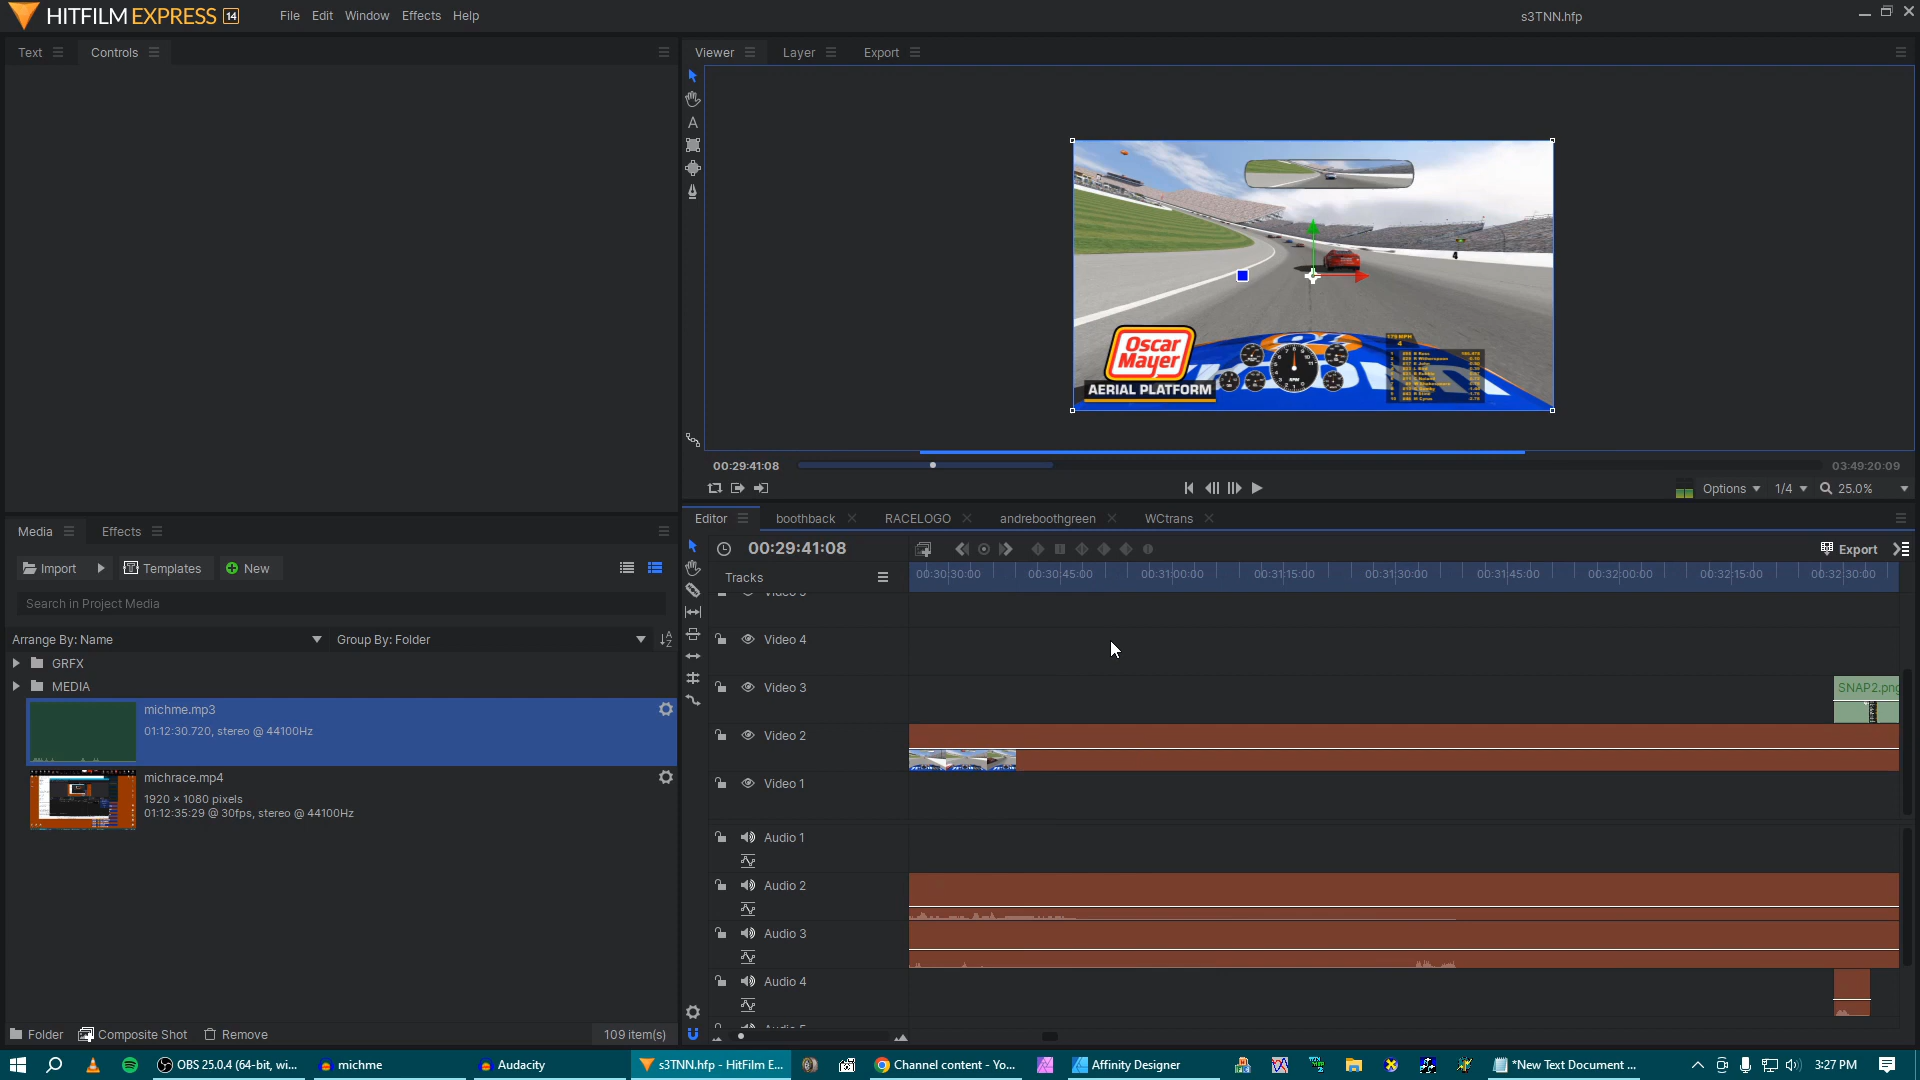 HITFILM EXPRESS 14
File Edit Window Effects Help
s3TNN.hfp
Text Controls
Viewer Layer Export
4
Oscar
Mayer
AERIAL PLATFORM
179 MPH
4
00:29:41:08
03:49:20:09
Options 1/4 25.0%
Media Effects
Import Templates New
Search in Project Media
Arrange By: Name Group By: Folder
GRFX
MEDIA
michme.mp3
01:12:30.720, stereo @ 44100Hz
michrace.mp4
1920 × 1080 pixels
01:12:35:29 @ 30fps, stereo @ 44100Hz
Folder Composite Shot Remove 109 item(s)
Editor boothback RACELOGO andreboothgreen WCtrans
00:29:41:08 Export
Tracks
00:30:30:00 00:30:45:00 00:31:00:00 00:31:15:00 00:31:30:00 00:31:45:00 00:32:00:00 00:32:15:00 00:32:30:00
Video 4
Video 3
SNAP2.png
Video 2
Video 1
Audio 1
Audio 2
Audio 3
Audio 4
OBS 25.0.4 (64-bit, wi... michme Audacity s3TNN.hfp - HitFilm E... Channel content - Yo... Affinity Designer *New Text Document ... 3:27 PM